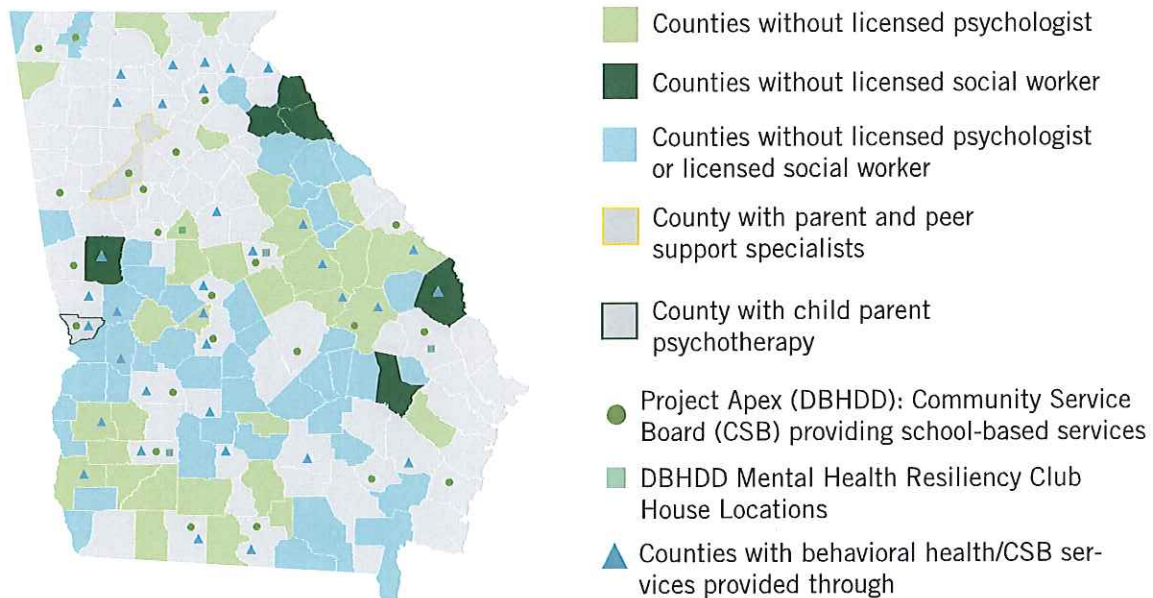 Counties without licensed psychologist
Counties without licensed social worker
Counties without licensed psychologist
or licensed social worker
County with parent and peer
support specialists
County with child parent
psychotherapy
Project Apex (DBHDD): Community Service
Board (CSB) providing school-based services
DBHDD Mental Health Resiliency Club
House Locations
Counties with behavioral health/CSB ser-
vices provided through